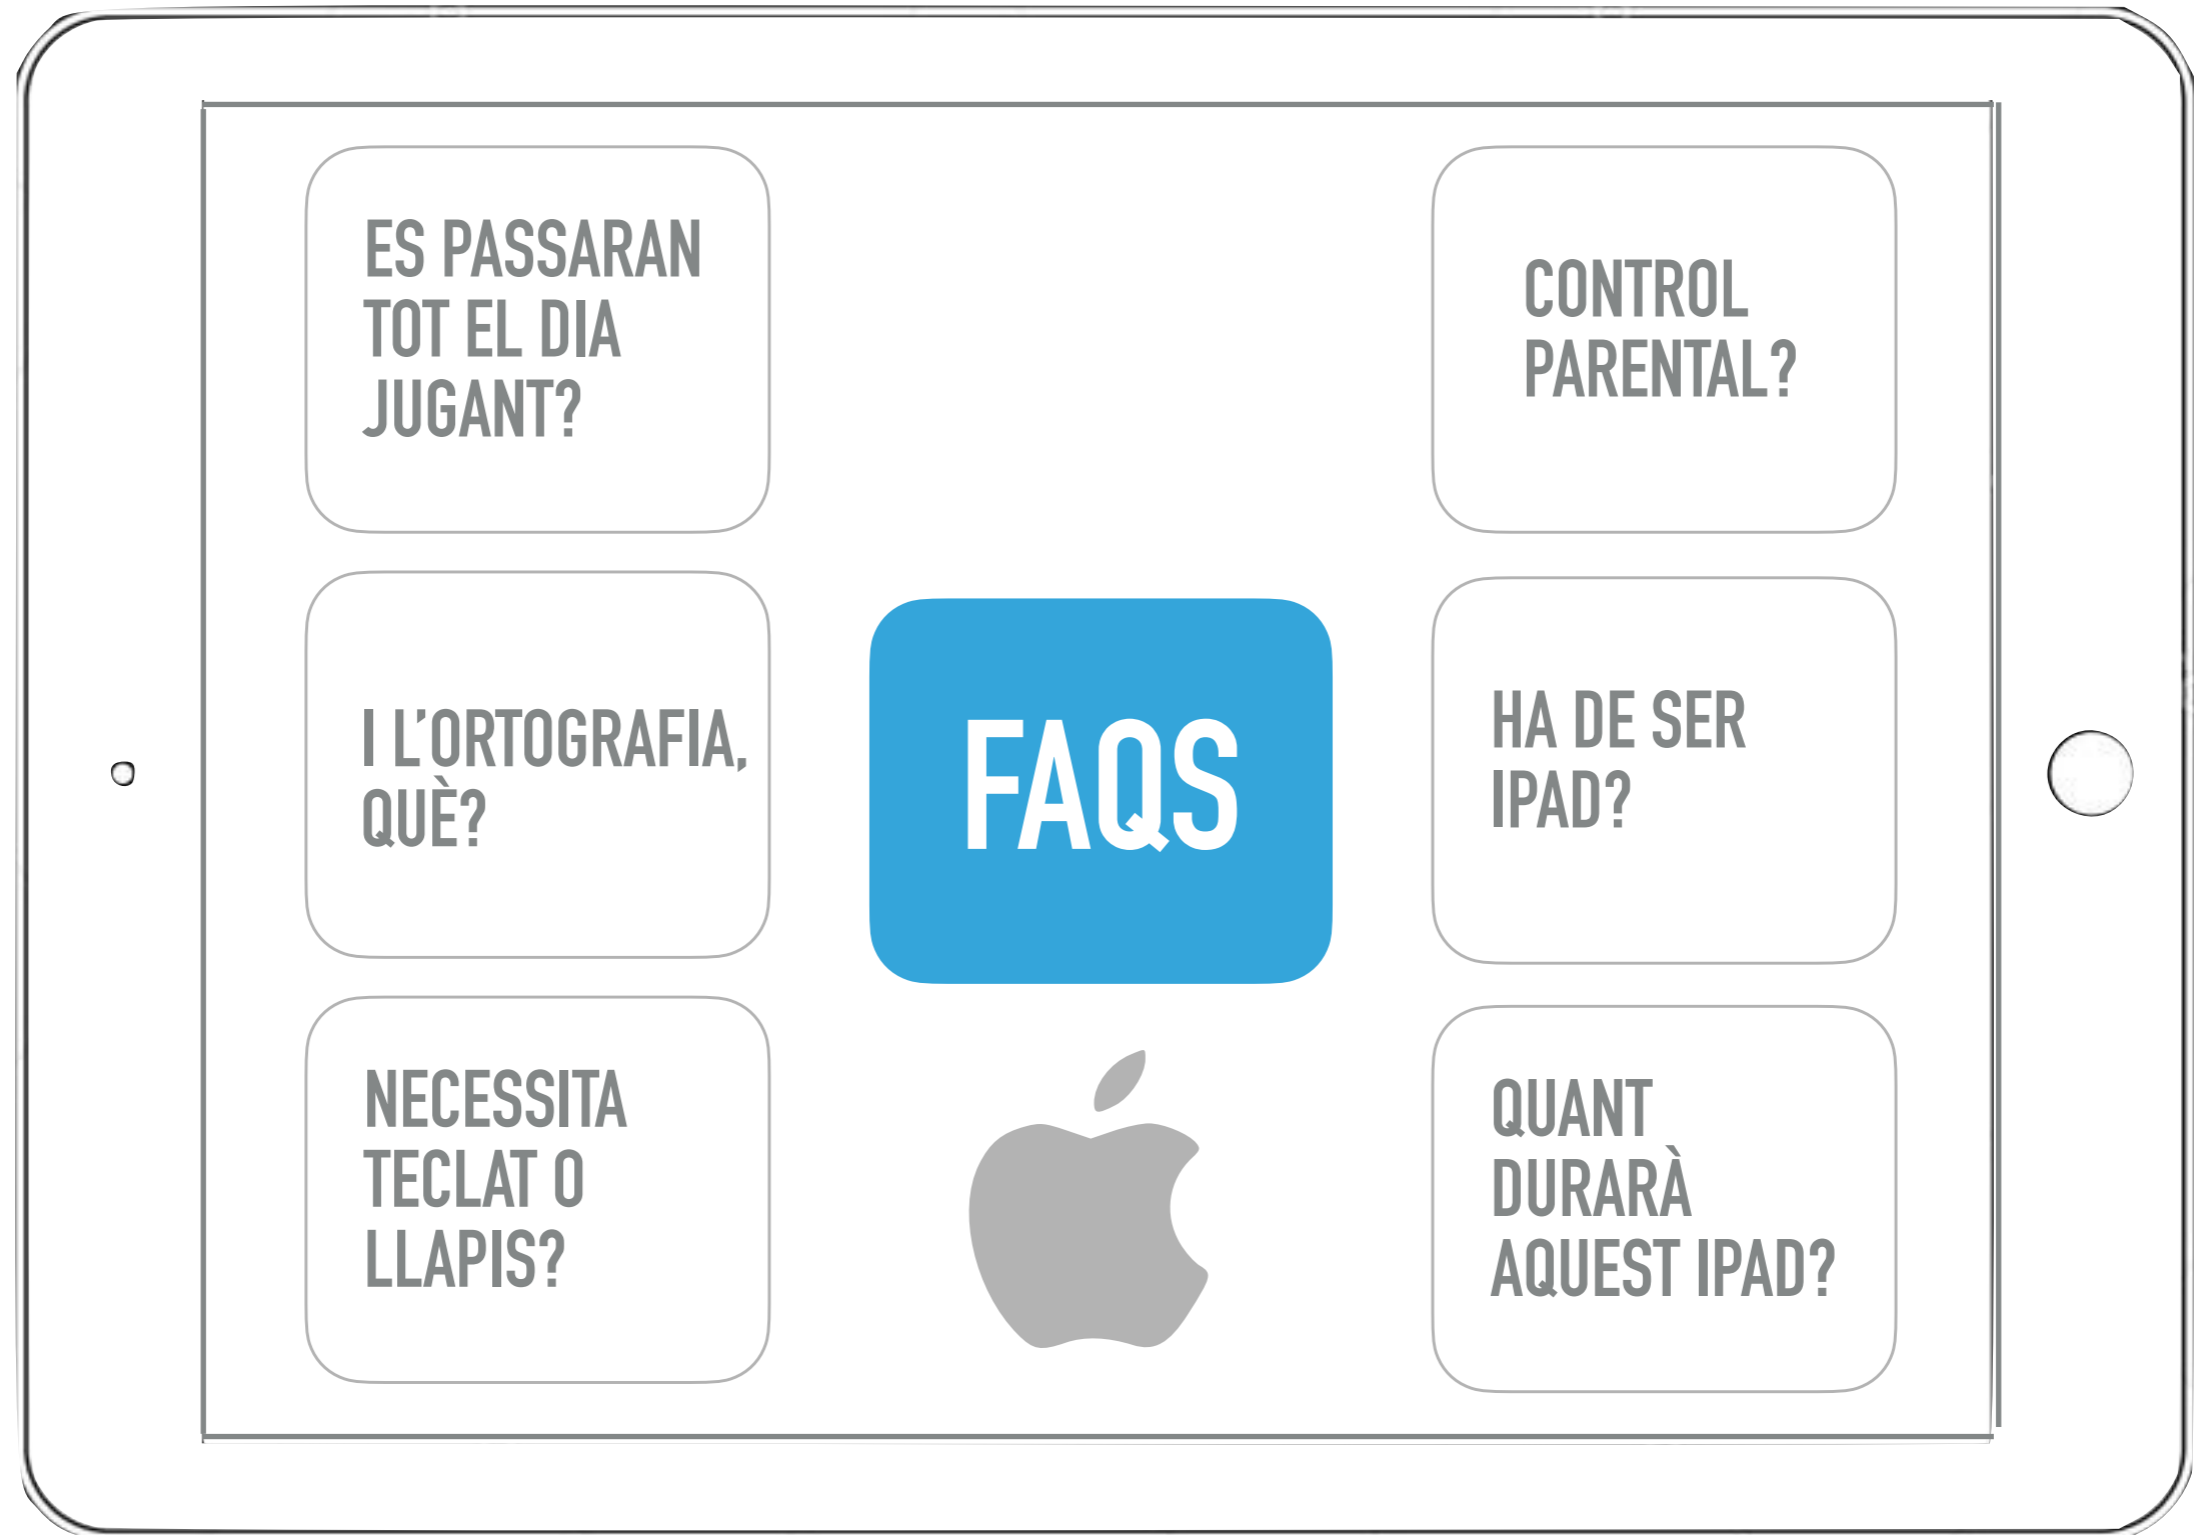 ES PASSARAN
TOT EL DIA
JUGANT?
I L'ORTOGRAFIA,
QUÈ?
NECESSITA
TECLAT O
LLAPIS?
FAQS
CONTROL
PARENTAL?
HA DE SER
IPAD?
QUANT
DURARÀ
AQUEST IPAD?